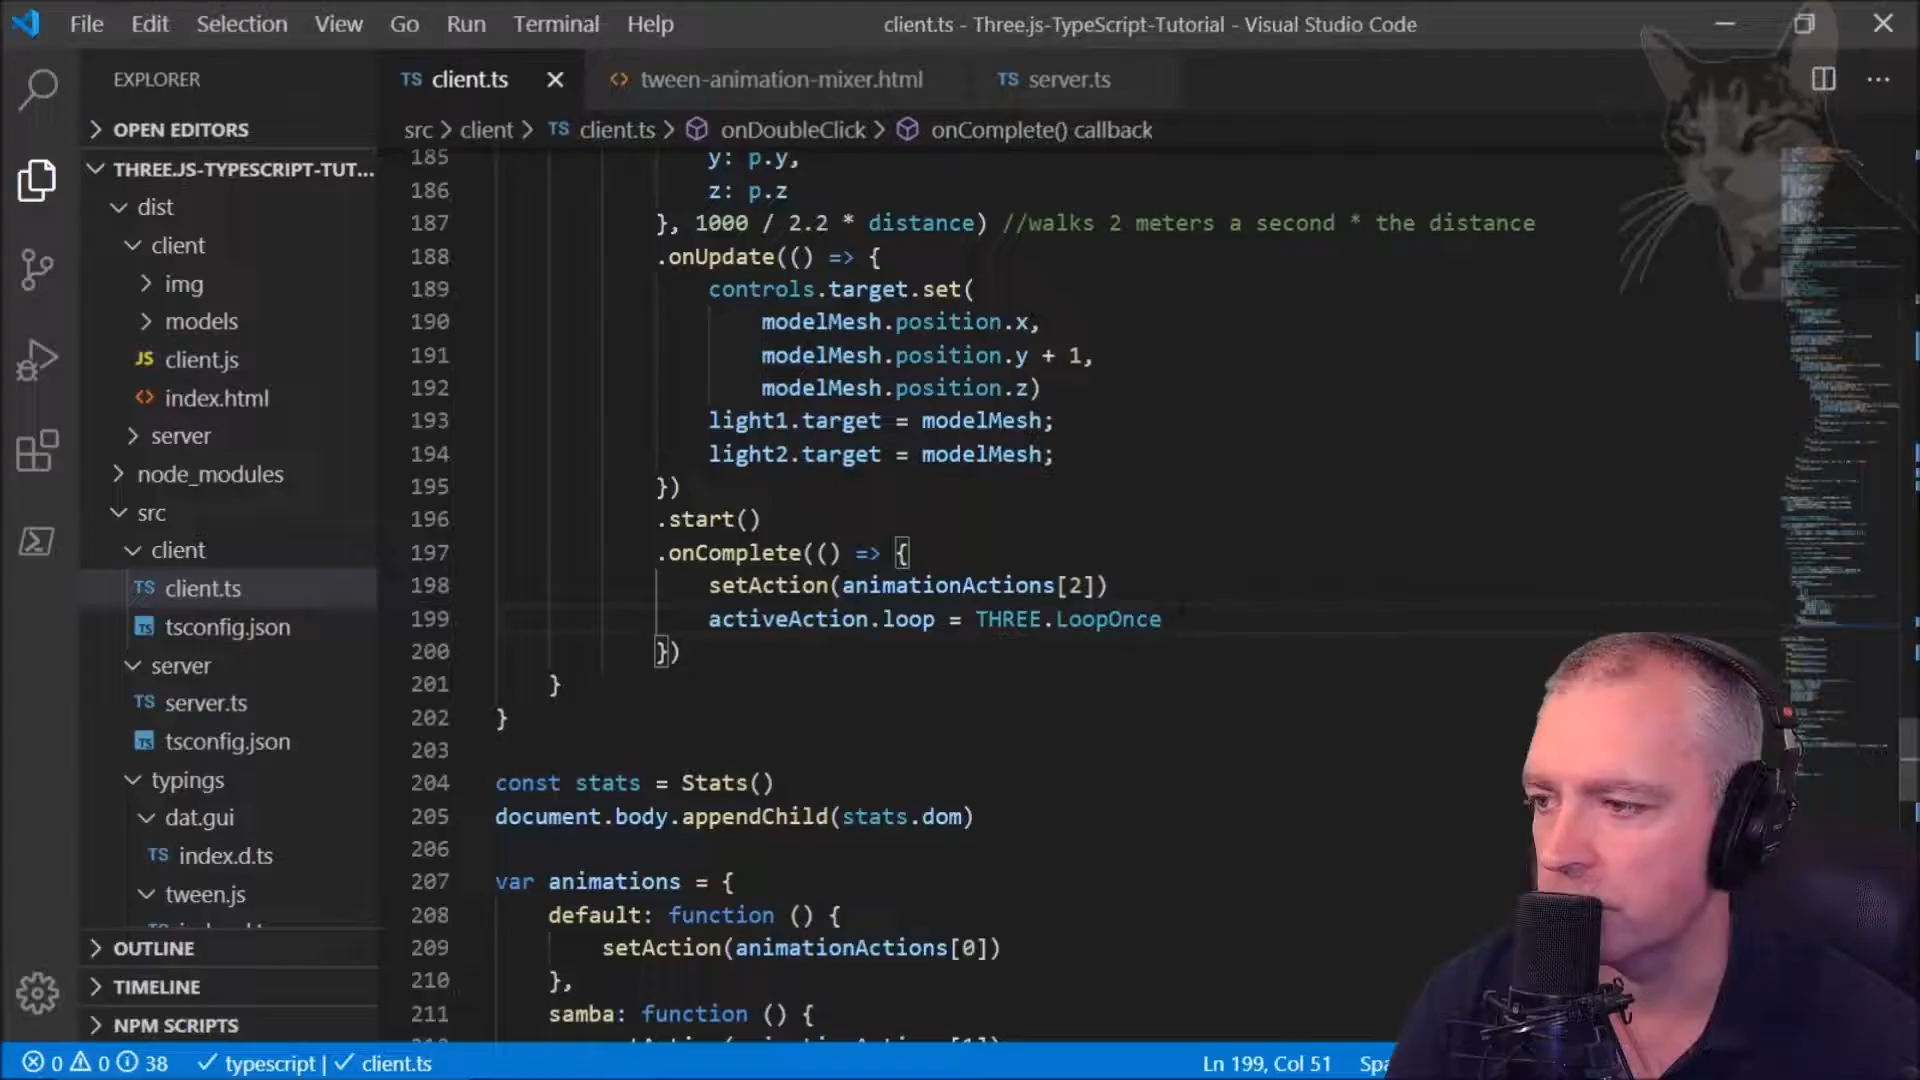 File Edit Selection View Go Run Terminal Help
client.ts - Three.js-TypeScript-Tutorial - Visual Studio Code
EXPLORER
OPEN EDITORS
THREE.JS-TYPESCRIPT-TUT...
dist
client
img
models
JS client.js
<> index.html
server
node_modules
src
client
TS client.ts
TS tsconfig.json
server
TS server.ts
TS tsconfig.json
typings
dat.gui
TS index.d.ts
tween.js
OUTLINE
TIMELINE
NPM SCRIPTS
TS client.ts
<> tween-animation-mixer.html
TS server.ts
src > client > TS client.ts > onDoubleClick > onComplete() callback
185 y: p.y,
186 z: p.z
187 }, 1000 / 2.2 * distance) //walks 2 meters a second * the distance
188 .onUpdate(() => {
189 controls.target.set(
190 modelMesh.position.x,
191 modelMesh.position.y + 1,
192 modelMesh.position.z)
193 light1.target = modelMesh;
194 light2.target = modelMesh;
195 })
196 .start()
197 .onComplete(() => {
198 setAction(animationActions[2])
199 activeAction.loop = THREE.LoopOnce
200 })
201 }
202 }
203
204 const stats = Stats()
205 document.body.appendChild(stats.dom)
206
207 var animations = {
208 default: function () {
209 setAction(animationActions[0])
210 },
211 samba: function () {
0 0 38 typescript | client.ts
Ln 199, Col 51